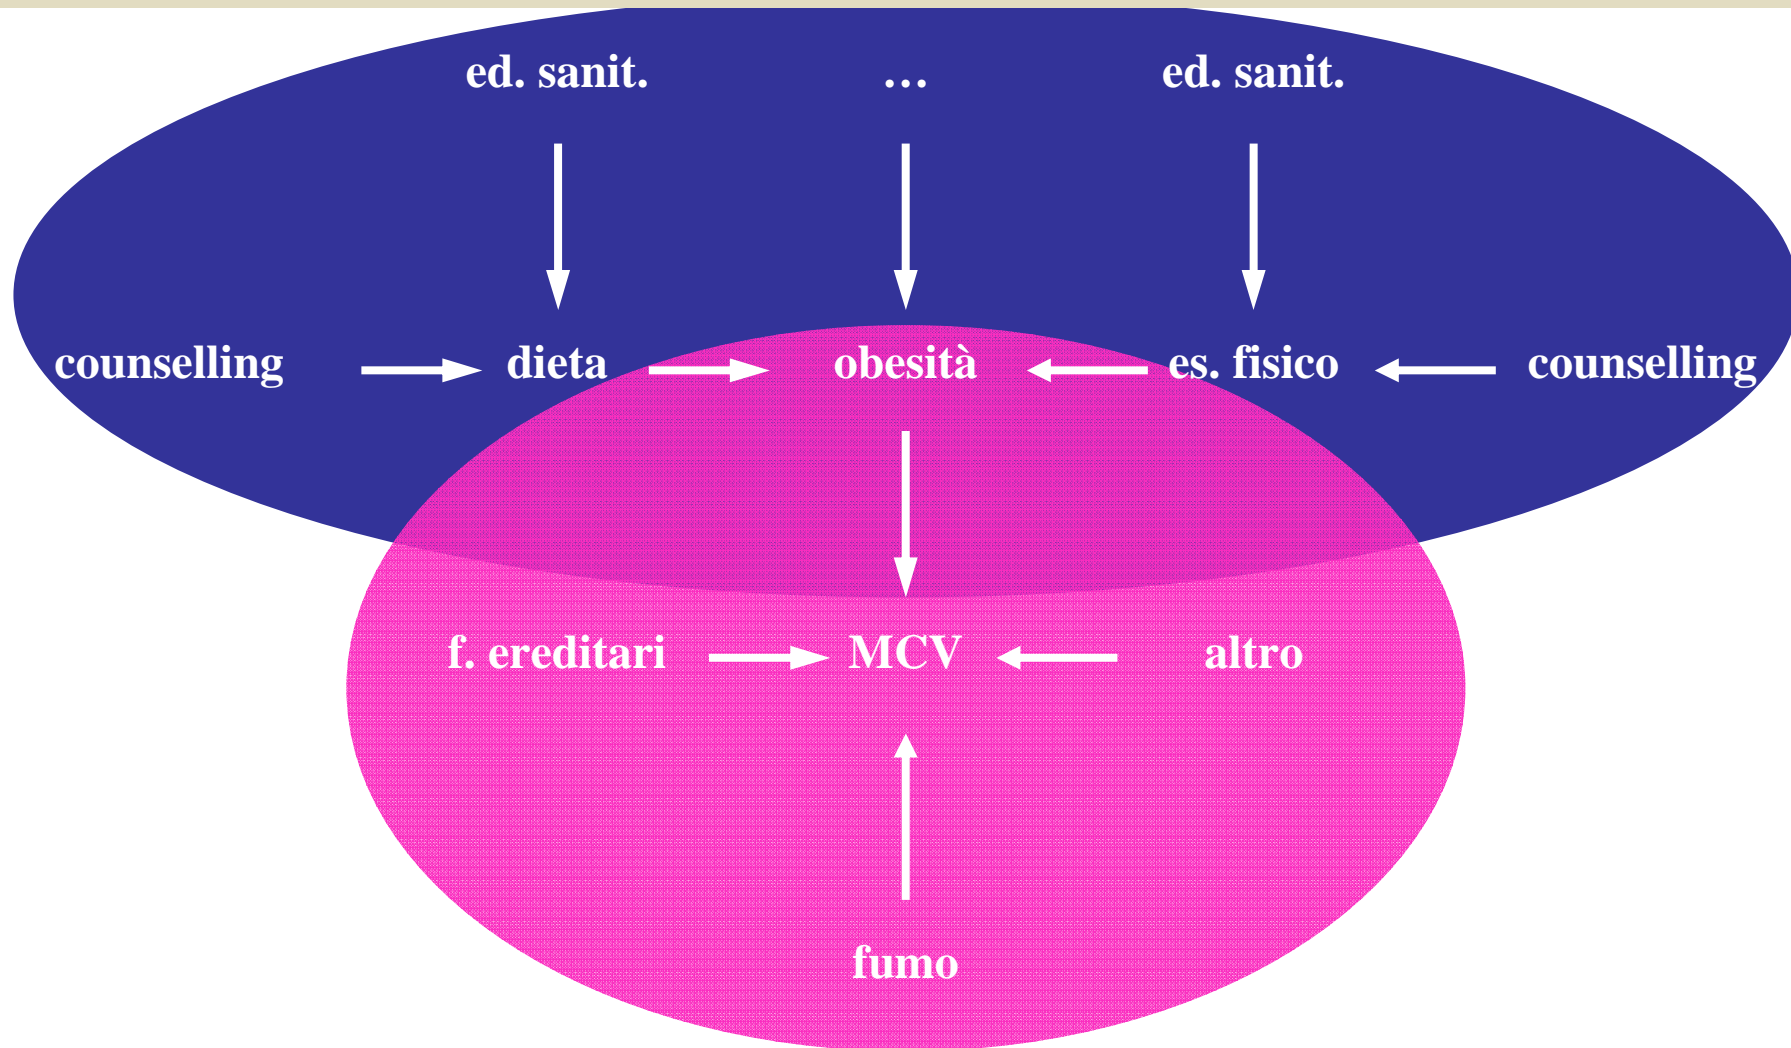 ed. sanit. … ed. sanit.
counselling dieta obesità es. fisico counselling
f. ereditari MCV altro
fumo